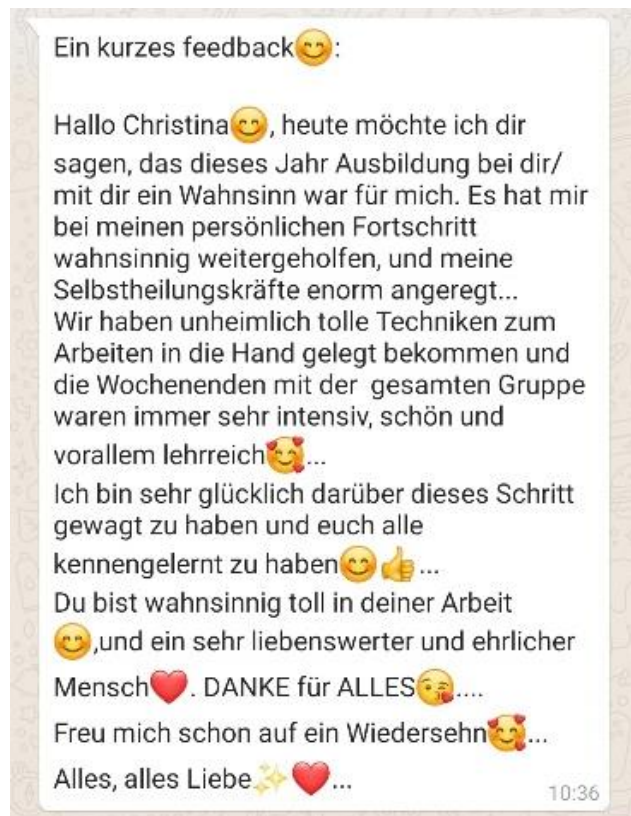 Ein kurzes feedback😊:
Hallo Christina😊, heute möchte ich dir
sagen, das dieses Jahr Ausbildung bei dir/
mit dir ein Wahnsinn war für mich. Es hat mir
bei meinen persönlichen Fortschritt
wahnsinnig weitergeholfen, und meine
Selbstheilungskräfte enorm angeregt...
Wir haben unheimlich tolle Techniken zum
Arbeiten in die Hand gelegt bekommen und
die Wochenenden mit der  gesamten Gruppe
waren immer sehr intensiv, schön und
vorallem lehrreich🥰...
Ich bin sehr glücklich darüber dieses Schritt
gewagt zu haben und euch alle
kennengelernt zu haben😊👍...
Du bist wahnsinnig toll in deiner Arbeit
😊,und ein sehr liebenswerter und ehrlicher
Mensch❤️. DANKE für ALLES😘....
Freu mich schon auf ein Wiedersehn🥰...
Alles, alles Liebe✨❤️...
10:36